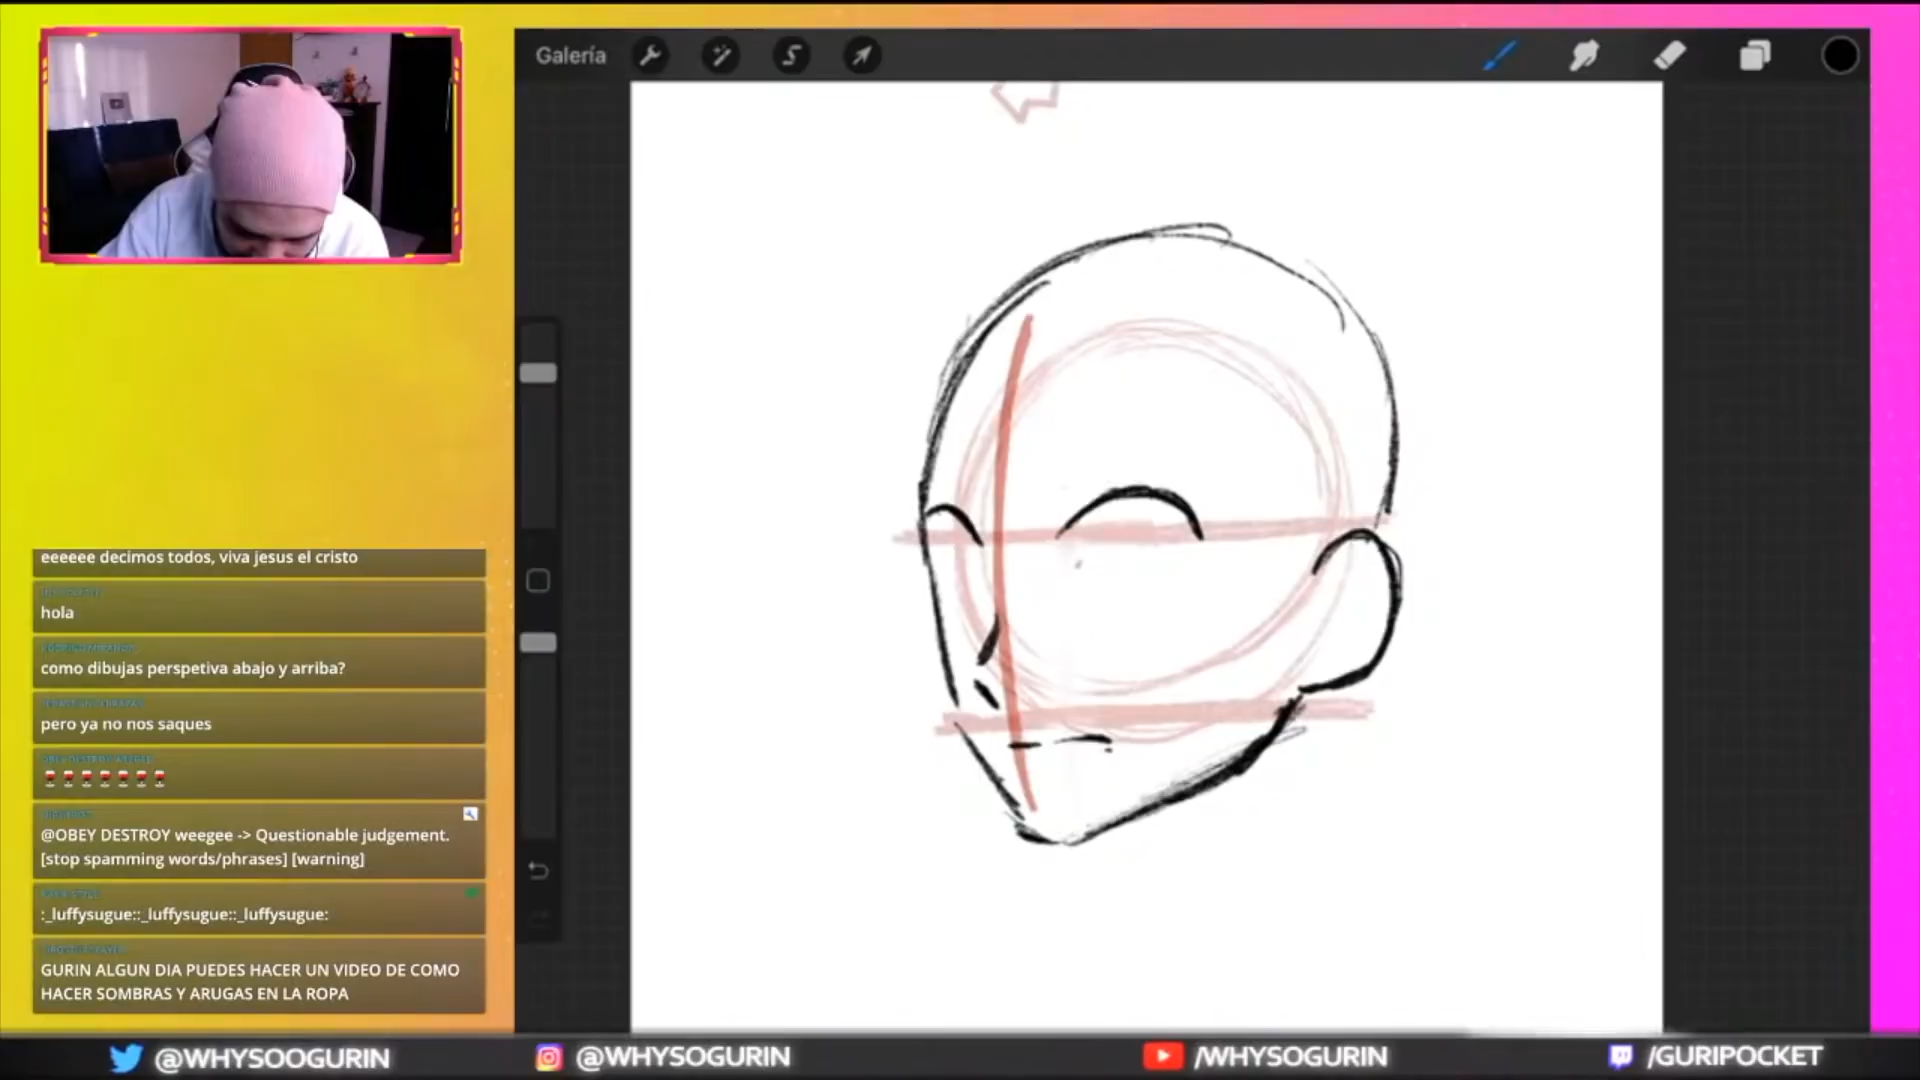 Galería
eeeeee decimos todos, viva jesus el cristo
hola
como dibujas perspetiva abajo y arriba?
pero ya no nos saques
@OBEY DESTROY weegee -> Questionable judgement.
[stop spamming words/phrases] [warning]
:_luffysugue::_luffysugue::_luffysugue:
GURIN ALGUN DIA PUEDES HACER UN VIDEO DE COMO
HACER SOMBRAS Y ARUGAS EN LA ROPA
@WHYSOOGURIN
@WHYSOGURIN
/WHYSOGURIN
/GURIPOCKET